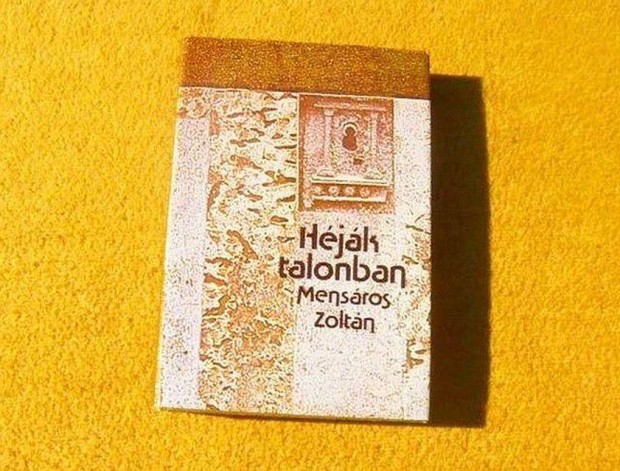 Héják
talonban
Mensáros
Zoltán